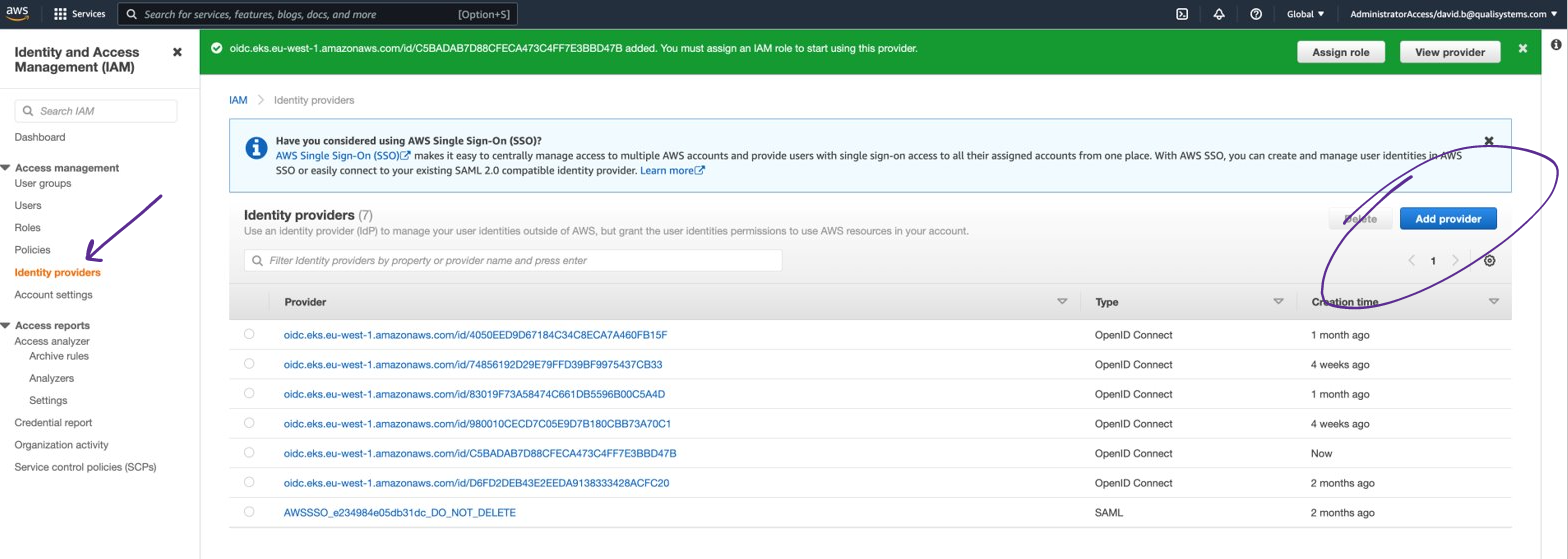 aws
Services
Search for services, features, blogs, docs, and more
[Option+S]
Global
AdministratorAccess/david.b@qualisystems.com
Identity and Access
Management (IAM)
Search IAM
Dashboard
Access management
User groups
Users
Roles
Policies
Identity providers
Account settings
Access reports
Access analyzer
Archive rules
Analyzers
Settings
Credential report
Organization activity
Service control policies (SCPs)
oidc.eks.eu-west-1.amazonaws.com/id/C5BADAB7D88CFECA473C4FF7E3BBD47B added. You must assign an IAM role to start using this provider.
Assign role
View provider
IAM > Identity providers
Have you considered using AWS Single Sign-On (SSO)?
AWS Single Sign-On (SSO) makes it easy to centrally manage access to multiple AWS accounts and provide users with single sign-on access to all their assigned accounts from one place. With AWS SSO, you can create and manage user identities in AWS
SSO or easily connect to your existing SAML 2.0 compatible identity provider. Learn more
Identity providers (7)
Use an identity provider (IdP) to manage your user identities outside of AWS, but grant the user identities permissions to use AWS resources in your account.
Delete
Add provider
Filter Identity providers by property or provider name and press enter
1
Provider Type Creation time
oidc.eks.eu-west-1.amazonaws.com/id/4050EED9D67184C34C8ECA7A460FB15F OpenID Connect 1 month ago
oidc.eks.eu-west-1.amazonaws.com/id/74856192D29E79FFD39BF9975437CB33 OpenID Connect 4 weeks ago
oidc.eks.eu-west-1.amazonaws.com/id/83019F73A58474C661DB5596B00C5A4D OpenID Connect 1 month ago
oidc.eks.eu-west-1.amazonaws.com/id/980010CECD7C05E9D7B180CBB73A70C1 OpenID Connect 4 weeks ago
oidc.eks.eu-west-1.amazonaws.com/id/C5BADAB7D88CFECA473C4FF7E3BBD47B OpenID Connect Now
oidc.eks.eu-west-1.amazonaws.com/id/D6FD2DEB43E2EEDA9138333428ACFC20 OpenID Connect 2 months ago
AWSSSO_e234984e05db31dc_DO_NOT_DELETE SAML 2 months ago